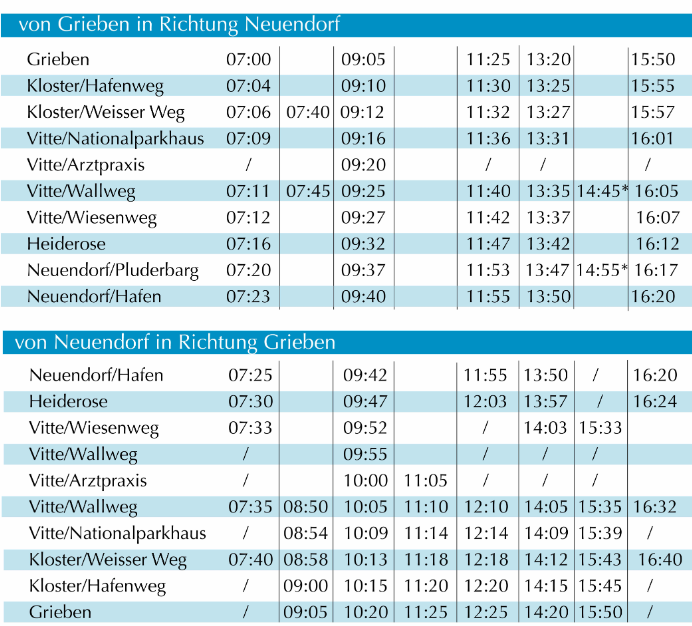 von Grieben in Richtung Neuendorf
Grieben 07:00 09:05 11:25 13:20 15:50
Kloster/Hafenweg 07:04 09:10 11:30 13:25 15:55
Kloster/Weisser Weg 07:06 07:40 09:12 11:32 13:27 15:57
Vitte/Nationalparkhaus 07:09 09:16 11:36 13:31 16:01
Vitte/Arztpraxis / 09:20 / / /
Vitte/Wallweg 07:11 07:45 09:25 11:40 13:35 14:45* 16:05
Vitte/Wiesenweg 07:12 09:27 11:42 13:37 16:07
Heiderose 07:16 09:32 11:47 13:42 16:12
Neuendorf/Pluderbarg 07:20 09:37 11:53 13:47 14:55* 16:17
Neuendorf/Hafen 07:23 09:40 11:55 13:50 16:20
von Neuendorf in Richtung Grieben
Neuendorf/Hafen 07:25 09:42 11:55 13:50 / 16:20
Heiderose 07:30 09:47 12:03 13:57 / 16:24
Vitte/Wiesenweg 07:33 09:52 / 14:03 15:33
Vitte/Wallweg / 09:55 / / /
Vitte/Arztpraxis / 10:00 11:05 / / /
Vitte/Wallweg 07:35 08:50 10:05 11:10 12:10 14:05 15:35 16:32
Vitte/Nationalparkhaus / 08:54 10:09 11:14 12:14 14:09 15:39 /
Kloster/Weisser Weg 07:40 08:58 10:13 11:18 12:18 14:12 15:43 16:40
Kloster/Hafenweg / 09:00 10:15 11:20 12:20 14:15 15:45 /
Grieben / 09:05 10:20 11:25 12:25 14:20 15:50 /